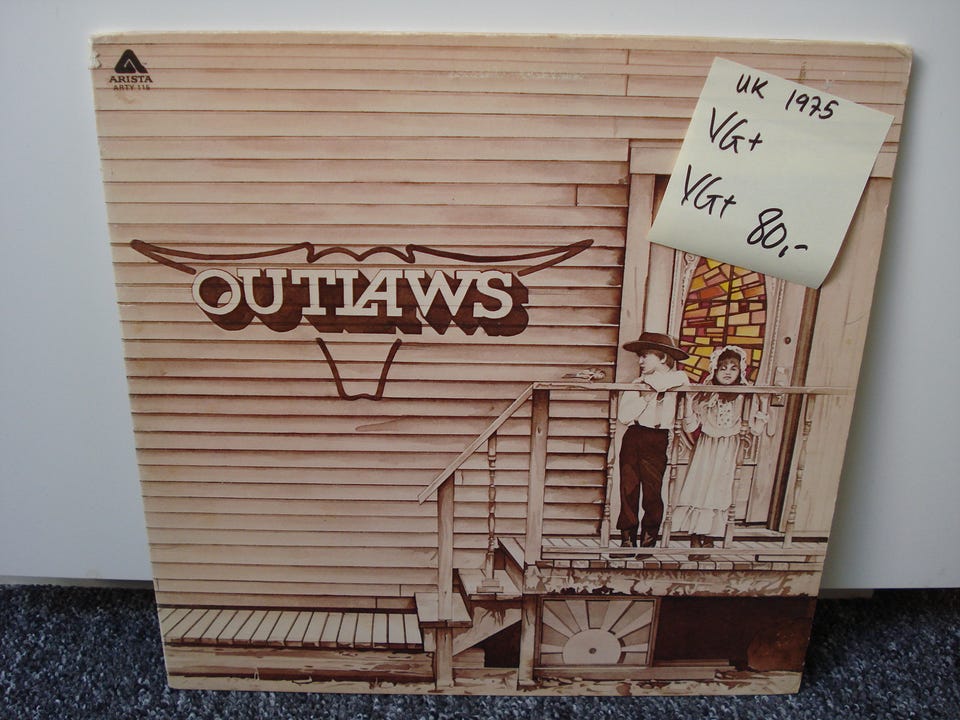 ARISTA
ARTY 115
UK 1975
VG+
VG+
80,-
OUTLAWS